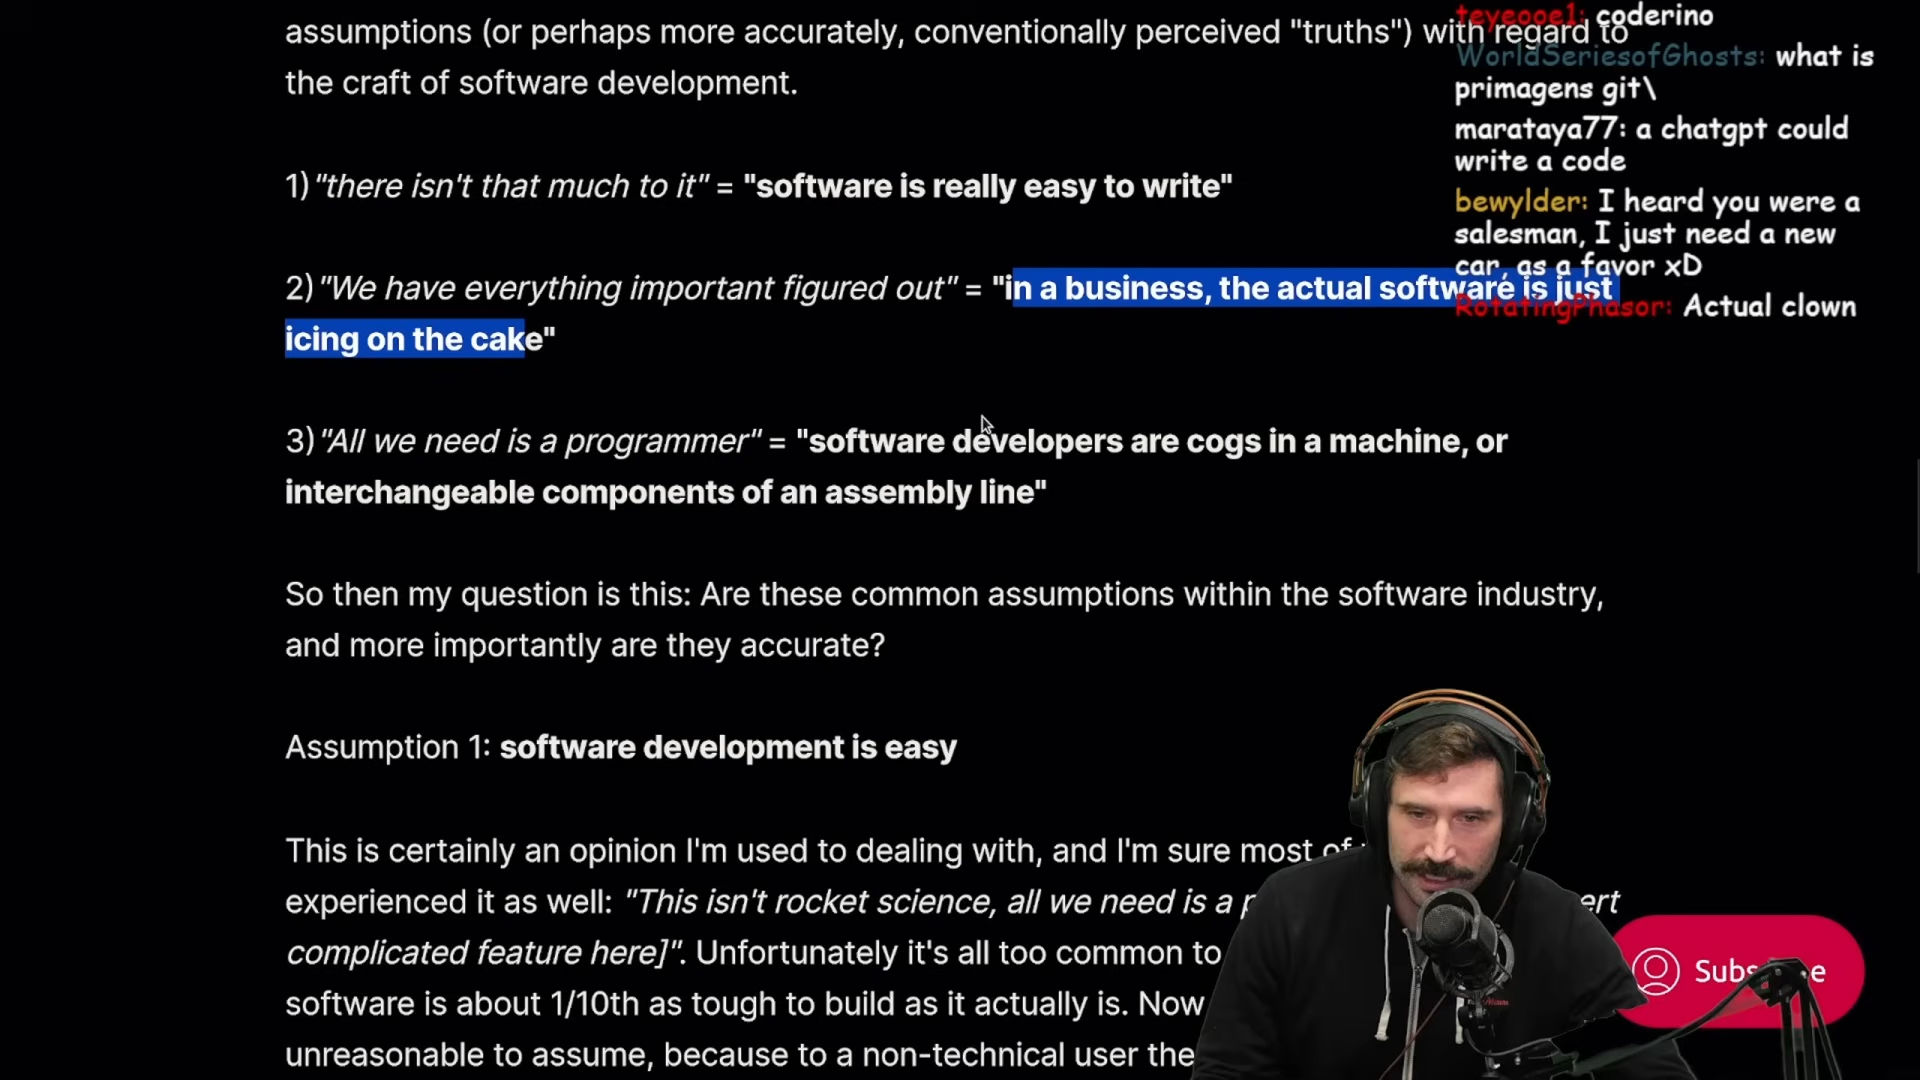 assumptions (or perhaps more accurately, conventionally perceived "truths") with regard to
the craft of software development.
1) "there isn't that much to it" = "software is really easy to write"
2) "We have everything important figured out" = "in a business, the actual software is just
icing on the cake"
3) "All we need is a programmer" = "software developers are cogs in a machine, or
interchangeable components of an assembly line"
So then my question is this: Are these common assumptions within the software industry,
and more importantly are they accurate?
Assumption 1: software development is easy
This is certainly an opinion I'm used to dealing with, and I'm sure most of
experienced it as well: "This isn't rocket science, all we need is a
complicated feature here]". Unfortunately it's all too common to
software is about 1/10th as tough to build as it actually is. Now
unreasonable to assume, because to a non-technical user the
teyeooe1: coderino
WorldSeriesofGhosts: what is
primagens git\
marataya77: a chatgpt could
write a code
bewylder: I heard you were a
salesman, I just need a new
car, as a favor xD
RotatingPhasor: Actual clown